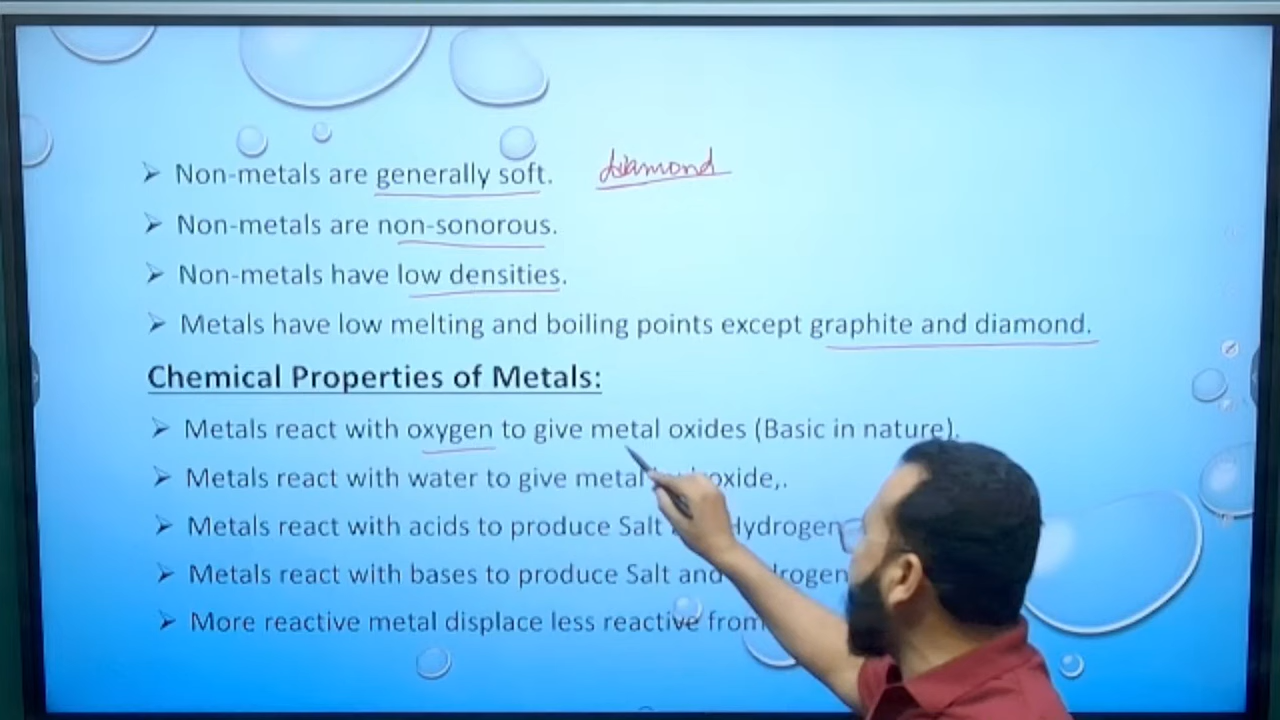 ➢ Non-metals are generally soft. diamond
➢ Non-metals are non-sonorous.
➢ Non-metals have low densities.
➢ Metals have low melting and boiling points except graphite and diamond.
Chemical Properties of Metals:
➢ Metals react with oxygen to give metal oxides (Basic in nature).
➢ Metals react with water to give metal oxide,.
➢ Metals react with acids to produce Salt Hydrogen
➢ Metals react with bases to produce Salt and
➢ More reactive metal displace less reactive from